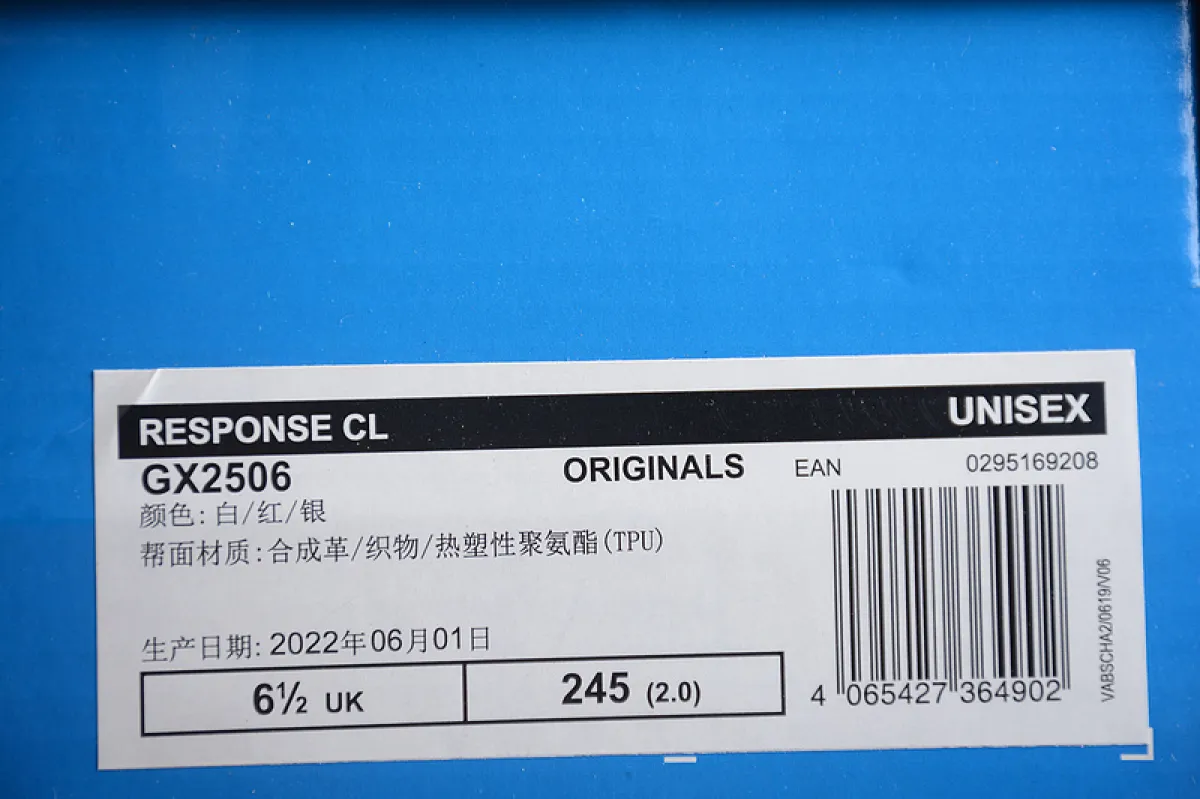 RESPONSE CL UNISEX
GX2506 ORIGINALS EAN 0295169208
颜色:白/红/银
帮面材质:合成革/织物/热塑性聚氨酯(TPU)
生产日期:2022年06月01日
6½ UK 245 (2.0)
4 065427 364902
VABSCHA2/0619/V06